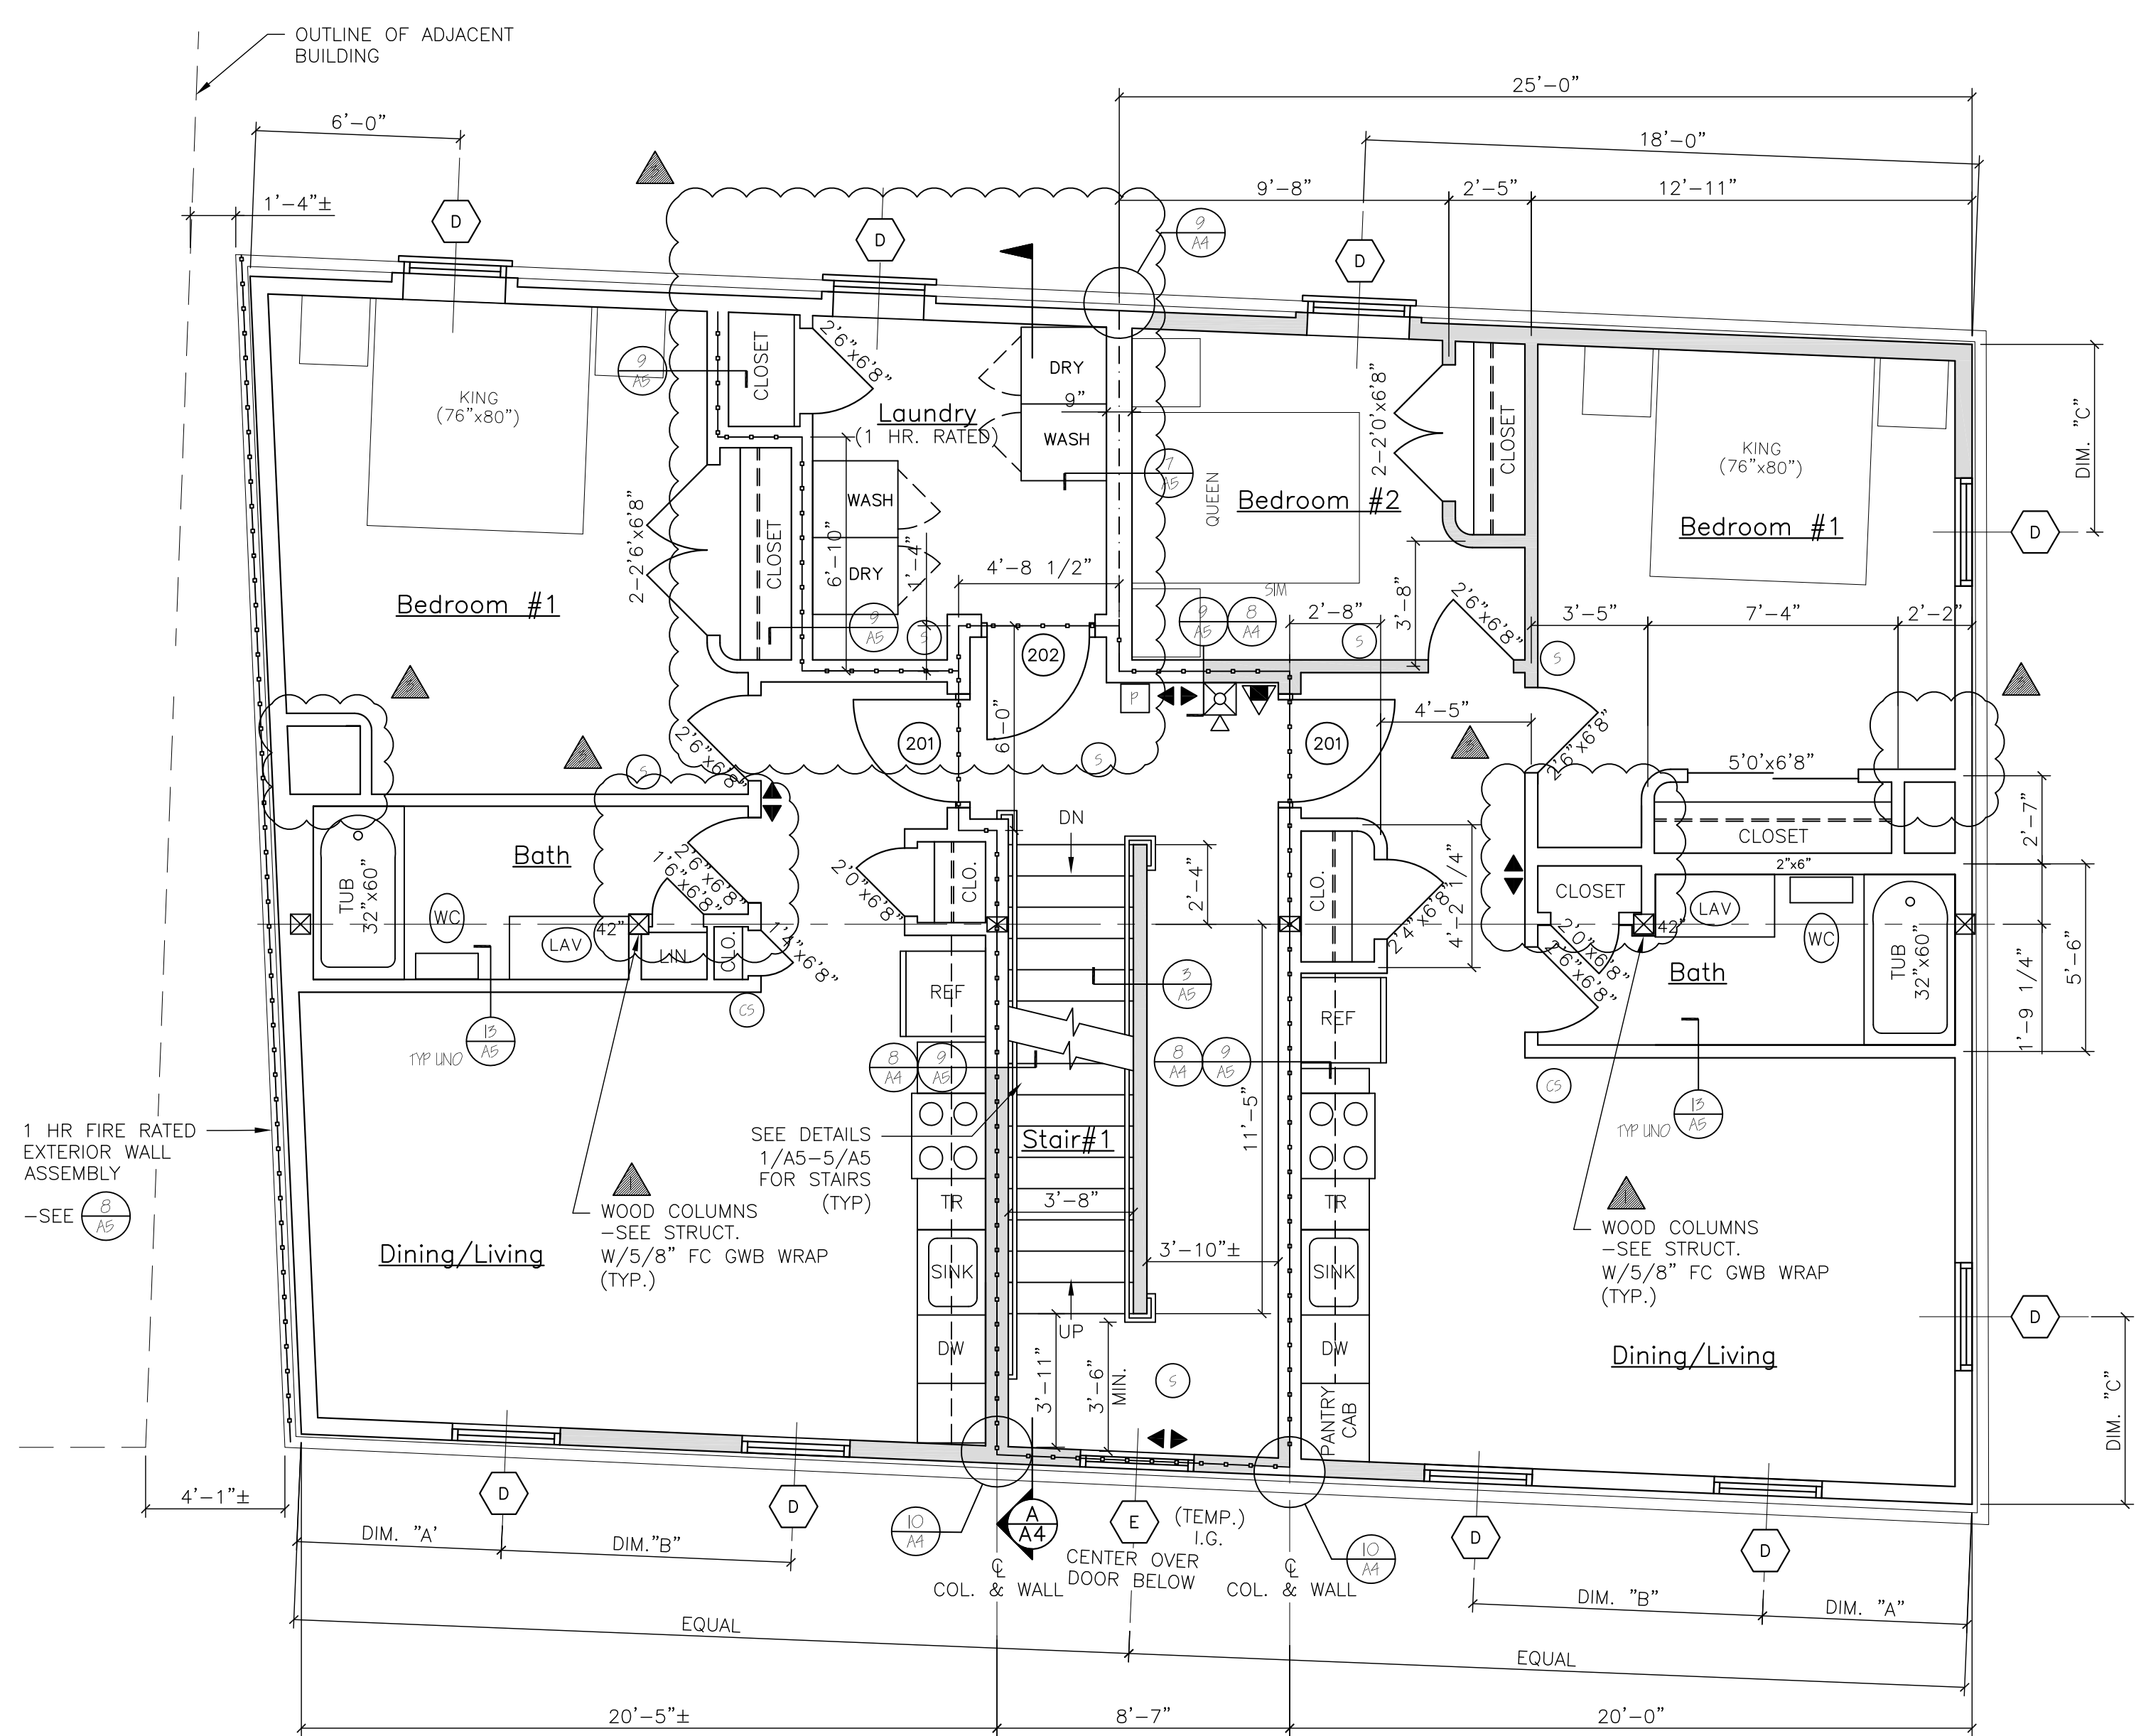 OUTLINE OF ADJACENT
BUILDING
25'-0"
6'-0"
18'-0"
3
9'-8"
2'-5"
12'-11"
1'-4"±
D
D
D
9
A4
CLOSET
2'6"x6'8"
9
A5
DRY
9"
KING
(76"x80")
Laundry
(1 HR. RATED)
WASH
2-2'0"x6'8"
CLOSET
KING
(76"x80")
DIM. "C"
7
A5
QUEEN
Bedroom #2
Bedroom #1
D
WASH
DRY
2-2'6"x6'8"
CLOSET
6'-10"
1'-4"
4'-8 1/2"
Bedroom #1
9
A5
S
SIM
9
A5
8
A4
2'-8"
S
3'-8"
2'6"x6'8"
S
3'-5"
7'-4"
2'-2"
202
3
3
P
6'-0"
4'-5"
201
201
3
3
2'6"x6'8"
S
S
2'6"x6'8"
5'0"x6'8"
2'-7"
DN
CLOSET
2"x6"
Bath
2'6"x6'8"
1'6"x6'8"
TUB
32"x60"
WC
LAV
42"
LIN
CLO.
1'4"x6'8"
2'0"x6'8"
CLO.
2'-4"
CLO.
2'4"x6'8"
4'-2 1/4"
CLOSET
2'0"x6'8"
2'6"x6'8"
42"
LAV
WC
TUB
32"x60"
Bath
1'-9 1/4"
5'-6"
REF
3
A5
REF
CS
13
A5
TYP UNO
8
A4
9
A5
8
A4
9
A5
CS
13
A5
TYP UNO
1 HR FIRE RATED
EXTERIOR WALL
ASSEMBLY
-SEE
8
A5
SEE DETAILS
1/A5-5/A5
FOR STAIRS
(TYP)
Stair#1
11'-5"
1
WOOD COLUMNS
-SEE STRUCT.
W/5/8" FC GWB WRAP
(TYP.)
TR
3'-8"
TR
1
WOOD COLUMNS
-SEE STRUCT.
W/5/8" FC GWB WRAP
(TYP.)
Dining/Living
SINK
3'-10"±
SINK
UP
DW
DW
D
Dining/Living
3'-11"
3'-6"
MIN.
S
PANTRY
CAB
DIM. "C"
4'-1"±
D
D
10
A4
A
A4
E
(TEMP.)
I.G.
CENTER OVER
DOOR BELOW
10
A4
D
D
DIM. "A'
DIM."B"
℄
COL. & WALL
℄
COL. & WALL
DIM. "B"
DIM. "A"
EQUAL
EQUAL
20'-5"±
8'-7"
20'-0"